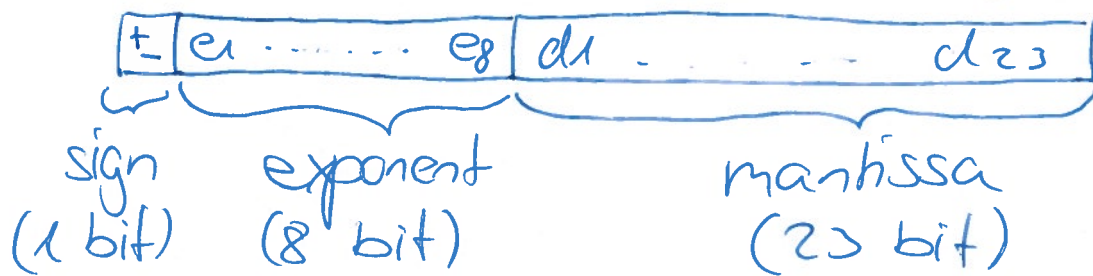 ± e1 ....... e8 d1 . . . . . d23
sign exponent mantissa
(1 bit) (8 bit) (23 bit)